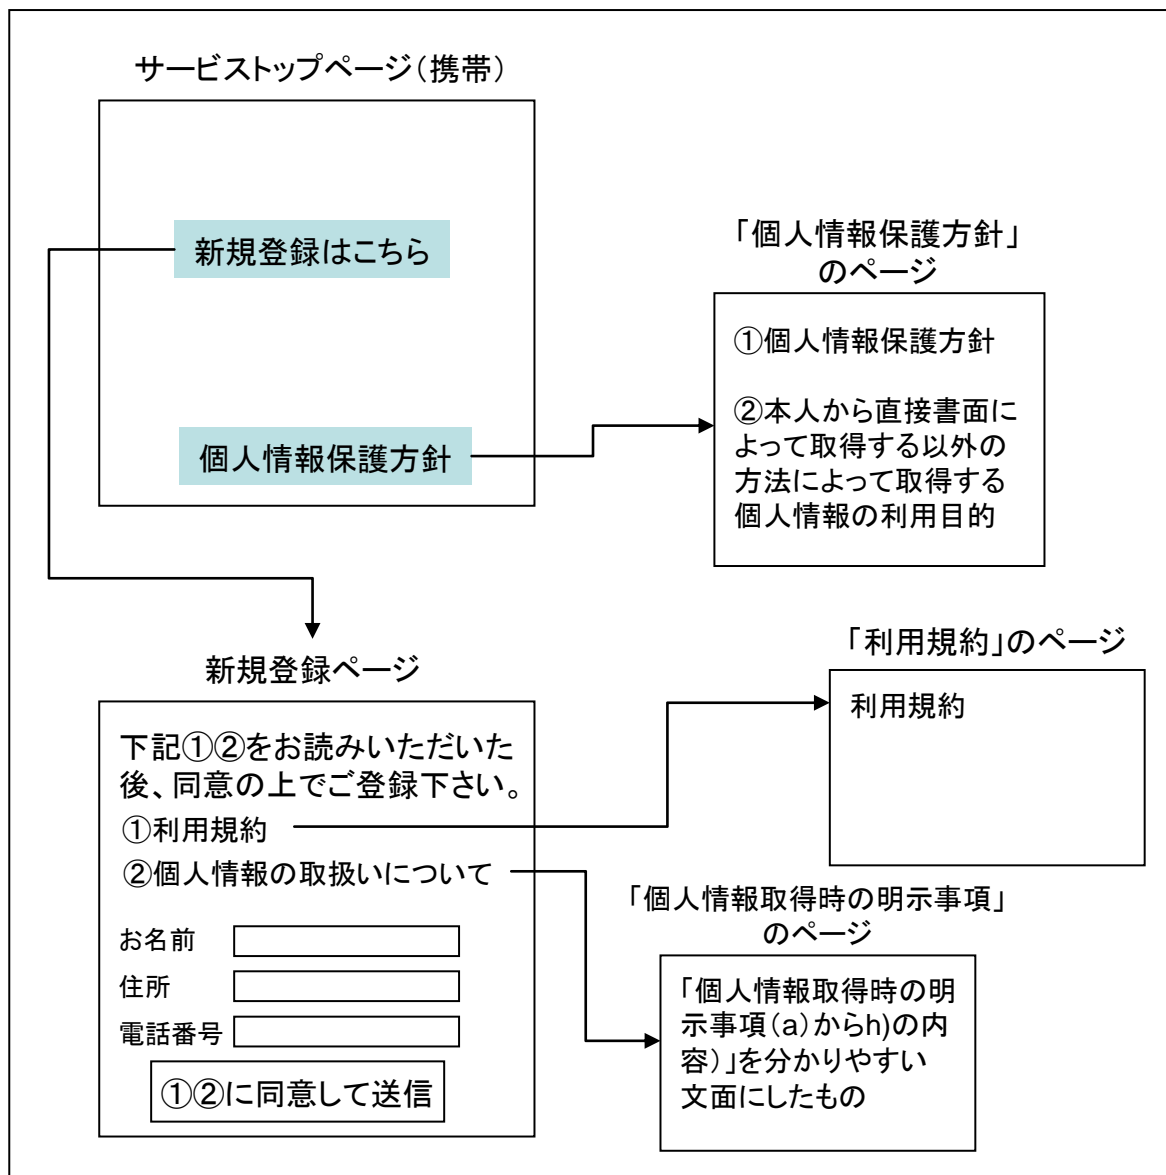 サービストップページ（携帯）
新規登録はこちら
個人情報保護方針
「個人情報保護方針」
のページ
①個人情報保護方針
②本人から直接書面に
よって取得する以外の
方法によって取得する
個人情報の利用目的
新規登録ページ
下記①②をお読みいただいた
後、同意の上でご登録下さい。
①利用規約
②個人情報の取扱いについて
お名前
住所
電話番号
①②に同意して送信
「利用規約」のページ
利用規約
「個人情報取得時の明示事項」
のページ
「個人情報取得時の明
示事項（a）からh)の内
容）」を分かりやすい
文面にしたもの